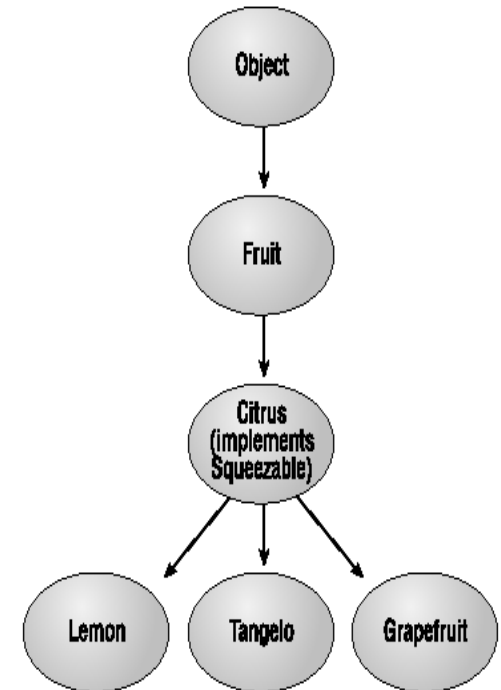 Object
Fruit
Citrus
(implements
Squeezable)
Lemon
Tangelo
Grapefruit